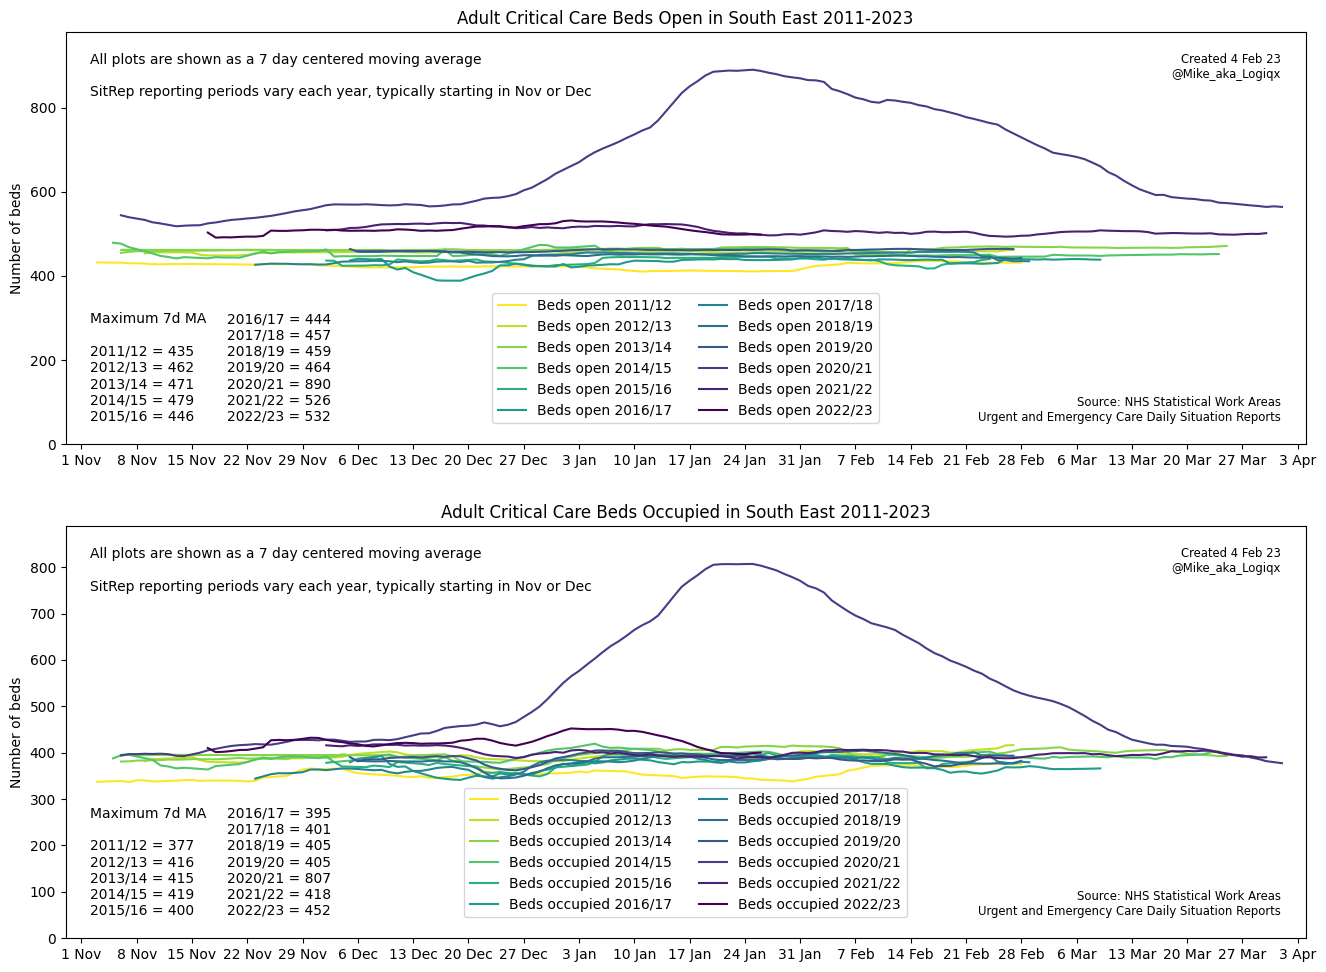 Adult Critical Care Beds Open in South East 2011-2023
All plots are shown as a 7 day centered moving average
SitRep reporting periods vary each year, typically starting in Nov or Dec
Created 4 Feb 23
@Mike_aka_Logiqx
Number of beds
800
600
400
200
0
Maximum 7d MA
2011/12 = 435
2012/13 = 462
2013/14 = 471
2014/15 = 479
2015/16 = 446
2016/17 = 444
2017/18 = 457
2018/19 = 459
2019/20 = 464
2020/21 = 890
2021/22 = 526
2022/23 = 532
Beds open 2011/12
Beds open 2012/13
Beds open 2013/14
Beds open 2014/15
Beds open 2015/16
Beds open 2016/17
Beds open 2017/18
Beds open 2018/19
Beds open 2019/20
Beds open 2020/21
Beds open 2021/22
Beds open 2022/23
Source: NHS Statistical Work Areas
Urgent and Emergency Care Daily Situation Reports
1 Nov 8 Nov 15 Nov 22 Nov 29 Nov 6 Dec 13 Dec 20 Dec 27 Dec 3 Jan 10 Jan 17 Jan 24 Jan 31 Jan 7 Feb 14 Feb 21 Feb 28 Feb 6 Mar 13 Mar 20 Mar 27 Mar 3 Apr
Adult Critical Care Beds Occupied in South East 2011-2023
All plots are shown as a 7 day centered moving average
SitRep reporting periods vary each year, typically starting in Nov or Dec
Created 4 Feb 23
@Mike_aka_Logiqx
Number of beds
800
700
600
500
400
300
200
100
0
Maximum 7d MA
2011/12 = 377
2012/13 = 416
2013/14 = 415
2014/15 = 419
2015/16 = 400
2016/17 = 395
2017/18 = 401
2018/19 = 405
2019/20 = 405
2020/21 = 807
2021/22 = 418
2022/23 = 452
Beds occupied 2011/12
Beds occupied 2012/13
Beds occupied 2013/14
Beds occupied 2014/15
Beds occupied 2015/16
Beds occupied 2016/17
Beds occupied 2017/18
Beds occupied 2018/19
Beds occupied 2019/20
Beds occupied 2020/21
Beds occupied 2021/22
Beds occupied 2022/23
Source: NHS Statistical Work Areas
Urgent and Emergency Care Daily Situation Reports
1 Nov 8 Nov 15 Nov 22 Nov 29 Nov 6 Dec 13 Dec 20 Dec 27 Dec 3 Jan 10 Jan 17 Jan 24 Jan 31 Jan 7 Feb 14 Feb 21 Feb 28 Feb 6 Mar 13 Mar 20 Mar 27 Mar 3 Apr